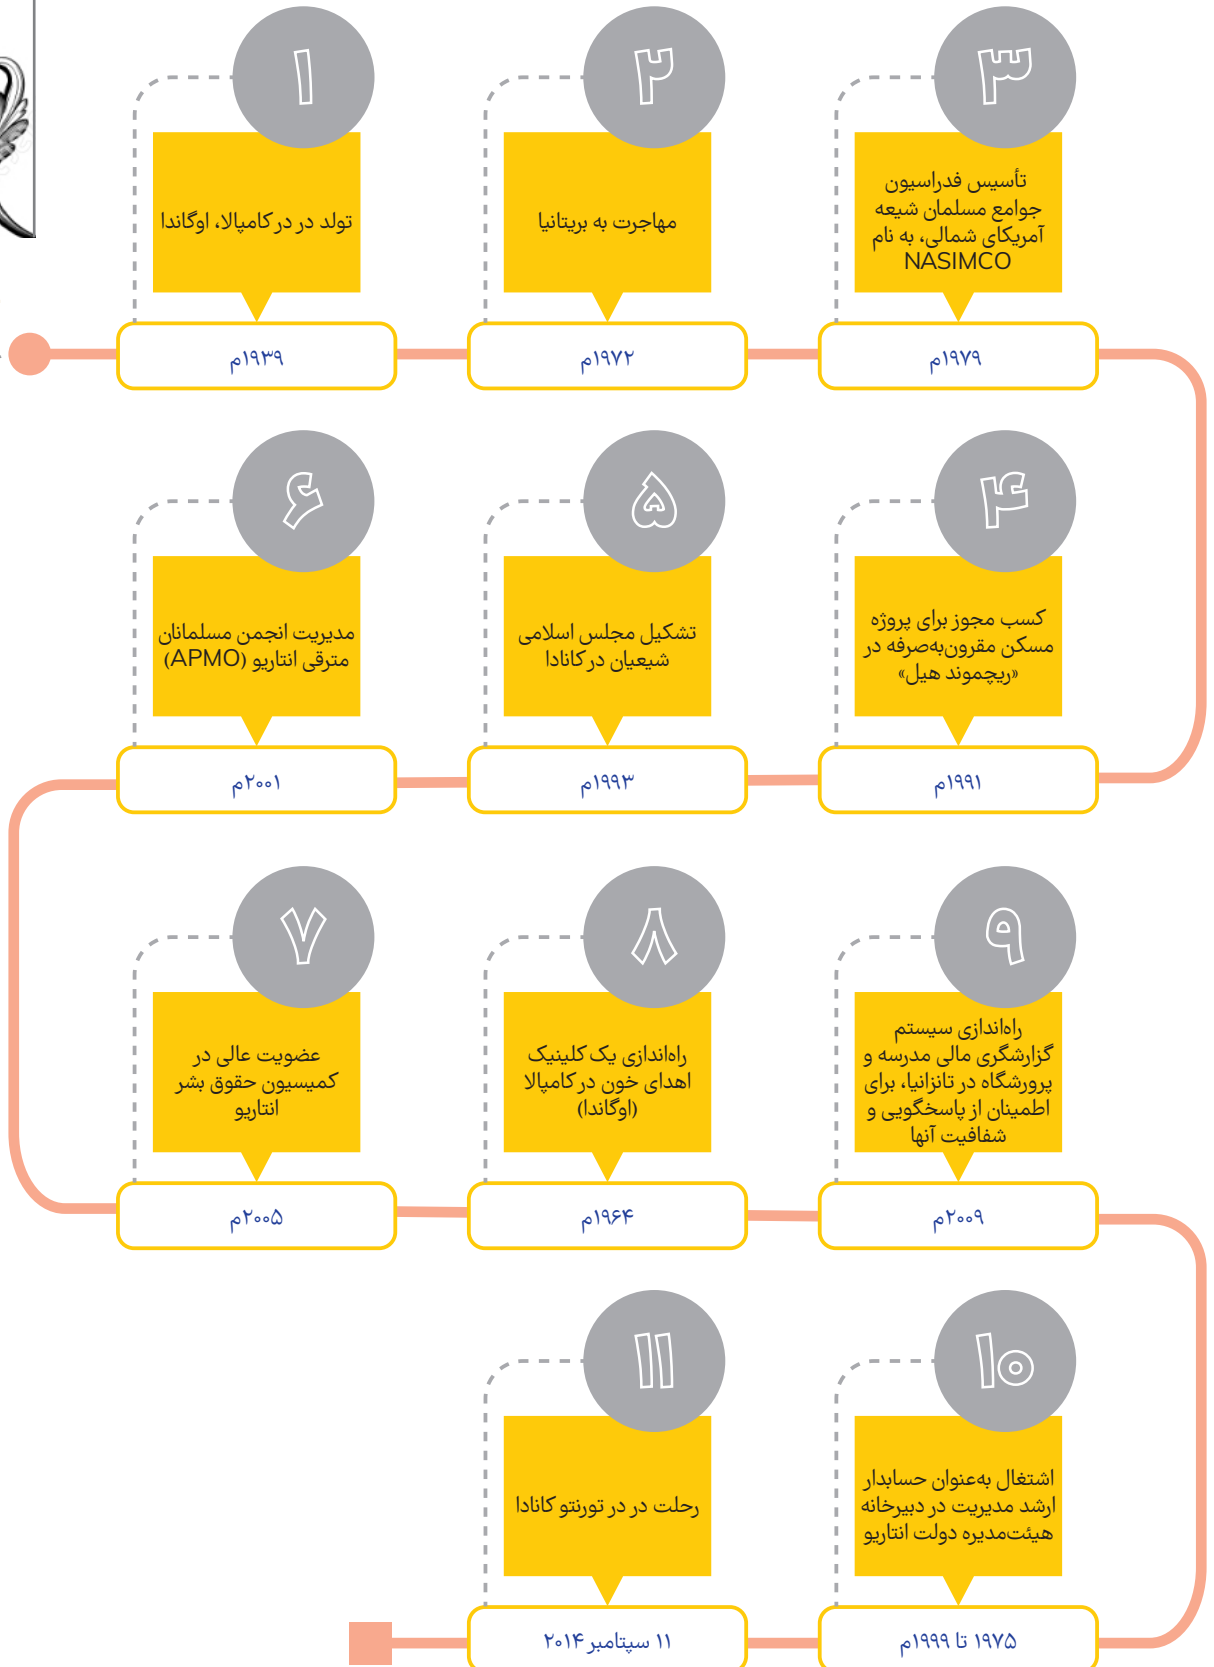 ۱
تولد در در کامپالا، اوگاندا
۱۹۳۹م
۲
مهاجرت به بریتانیا
۱۹۷۲م
۳
تأسیس فدراسیون
جوامع مسلمان شیعه
آمریکای شمالی، به نام
NASIMCO
۱۹۷۹م
۴
کسب مجوز برای پروژه
مسکن مقرون‌به‌صرفه در
«ریچموند هیل»
۱۹۹۱م
۵
تشکیل مجلس اسلامی
شیعیان در کانادا
۱۹۹۳م
۶
مدیریت انجمن مسلمانان
مترقی انتاریو (APMO)
۲۰۰۱م
۷
عضویت عالی در
کمیسیون حقوق بشر
انتاریو
۲۰۰۵م
۸
راه‌اندازی یک کلینیک
اهدای خون در کامپالا
(اوگاندا)
۱۹۶۴م
۹
راه‌اندازی سیستم
گزارشگری مالی مدرسه و
پرورشگاه در تانزانیا، برای
اطمینان از پاسخگویی و
شفافیت آنها
۲۰۰۹م
۱۰
اشتغال به‌عنوان حسابدار
ارشد مدیریت در دبیرخانه
هیئت‌مدیره دولت انتاریو
۱۹۷۵ تا ۱۹۹۹م
۱۱
رحلت در در تورنتو کانادا
۱۱ سپتامبر ۲۰۱۴